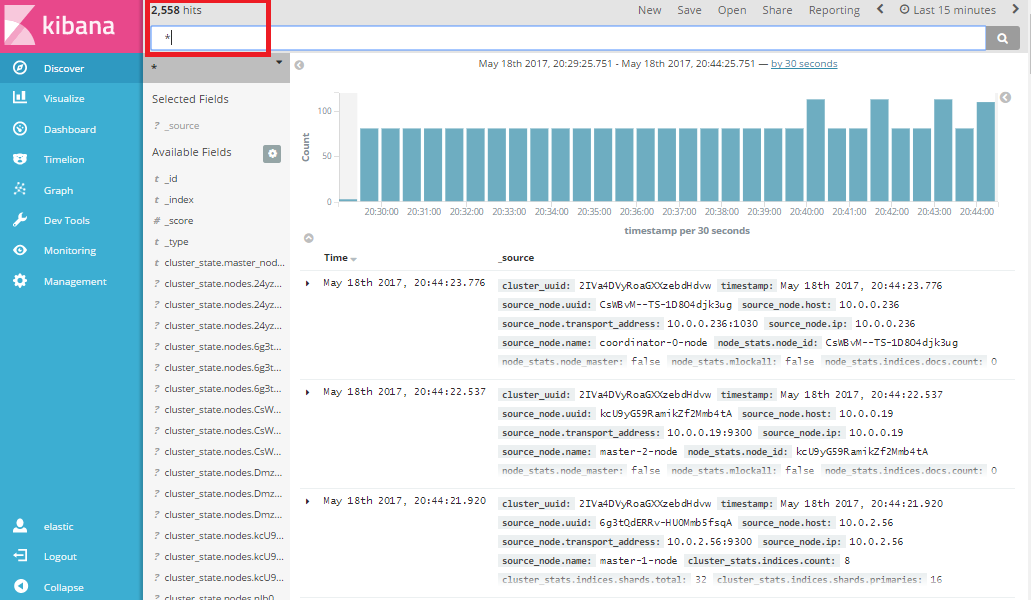 kibana
2,558 hits
New Save Open Share Reporting Last 15 minutes
*
Discover
Visualize
Dashboard
Timelion
Graph
Dev Tools
Monitoring
Management
elastic
Logout
Collapse
*
Selected Fields
? _source
Available Fields
t _id
t _index
# _score
t _type
t cluster_state.master_nod...
? cluster_state.nodes.24yz...
? cluster_state.nodes.24yz...
? cluster_state.nodes.24yz...
? cluster_state.nodes.6g3t...
? cluster_state.nodes.6g3t...
? cluster_state.nodes.6g3t...
? cluster_state.nodes.CsW...
? cluster_state.nodes.CsW...
? cluster_state.nodes.CsW...
? cluster_state.nodes.Dmz...
? cluster_state.nodes.Dmz...
? cluster_state.nodes.Dmz...
? cluster_state.nodes.kcU9...
? cluster_state.nodes.kcU9...
? cluster_state.nodes.kcU9...
May 18th 2017, 20:29:25.751 - May 18th 2017, 20:44:25.751 — by 30 seconds
Count
100
50
0
20:30:00 20:31:00 20:32:00 20:33:00 20:34:00 20:35:00 20:36:00 20:37:00 20:38:00 20:39:00 20:40:00 20:41:00 20:42:00 20:43:00 20:44:00
timestamp per 30 seconds
Time _source
May 18th 2017, 20:44:23.776 cluster_uuid: 2IVa4DVyRoaGXXzebdHdvw timestamp: May 18th 2017, 20:44:23.776
source_node.uuid: CsWBvM--TS-1D8O4djk3ug source_node.host: 10.0.0.236
source_node.transport_address: 10.0.0.236:1030 source_node.ip: 10.0.0.236
source_node.name: coordinator-0-node node_stats.node_id: CsWBvM--TS-1D8O4djk3ug
node_stats.node_master: false node_stats.mlockall: false node_stats.indices.docs.count: 0
May 18th 2017, 20:44:22.537 cluster_uuid: 2IVa4DVyRoaGXXzebdHdvw timestamp: May 18th 2017, 20:44:22.537
source_node.uuid: kcU9yG59RamikZf2Mmb4tA source_node.host: 10.0.0.19
source_node.transport_address: 10.0.0.19:9300 source_node.ip: 10.0.0.19
source_node.name: master-2-node node_stats.node_id: kcU9yG59RamikZf2Mmb4tA
node_stats.node_master: false node_stats.mlockall: false node_stats.indices.docs.count: 0
May 18th 2017, 20:44:21.920 cluster_uuid: 2IVa4DVyRoaGXXzebdHdvw timestamp: May 18th 2017, 20:44:21.920
source_node.uuid: 6g3tQdERRv-HU0Mmb5fsqA source_node.host: 10.0.2.56
source_node.transport_address: 10.0.2.56:9300 source_node.ip: 10.0.2.56
source_node.name: master-1-node cluster_stats.indices.count: 8
cluster_stats.indices.shards.total: 32 cluster_stats.indices.shards.primaries: 16